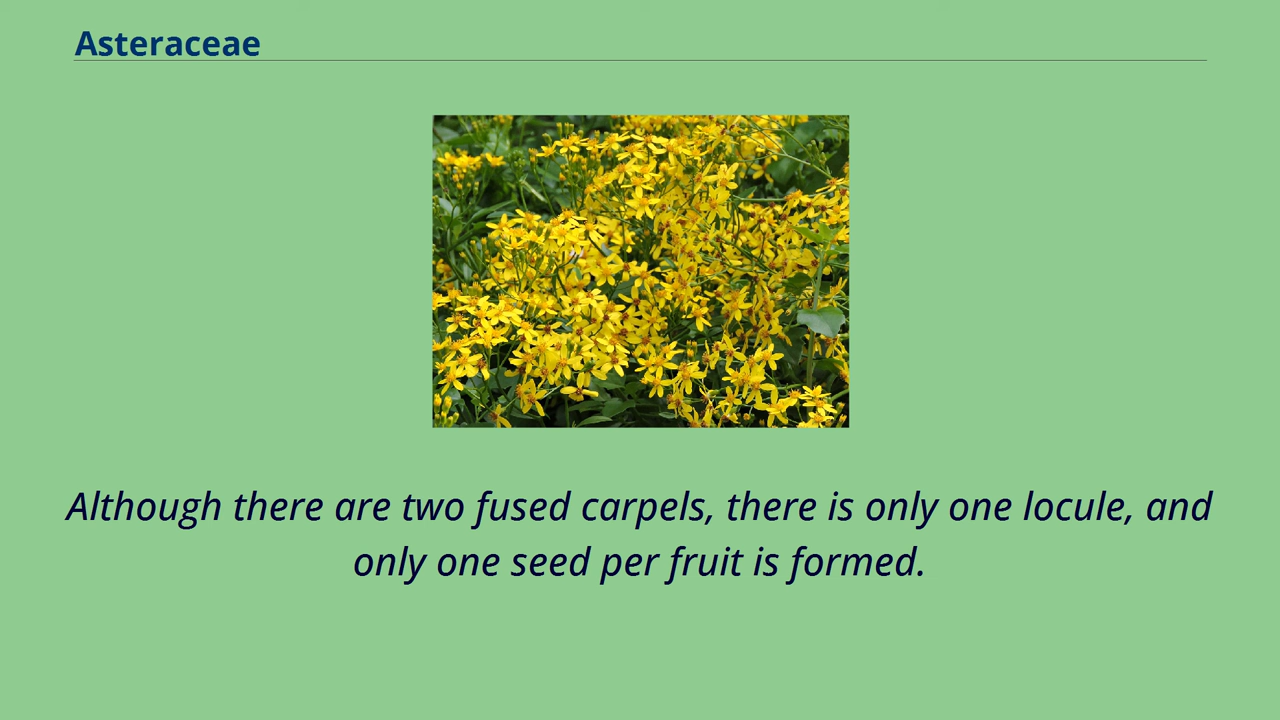 Asteraceae
Although there are two fused carpels, there is only one locule, and
only one seed per fruit is formed.